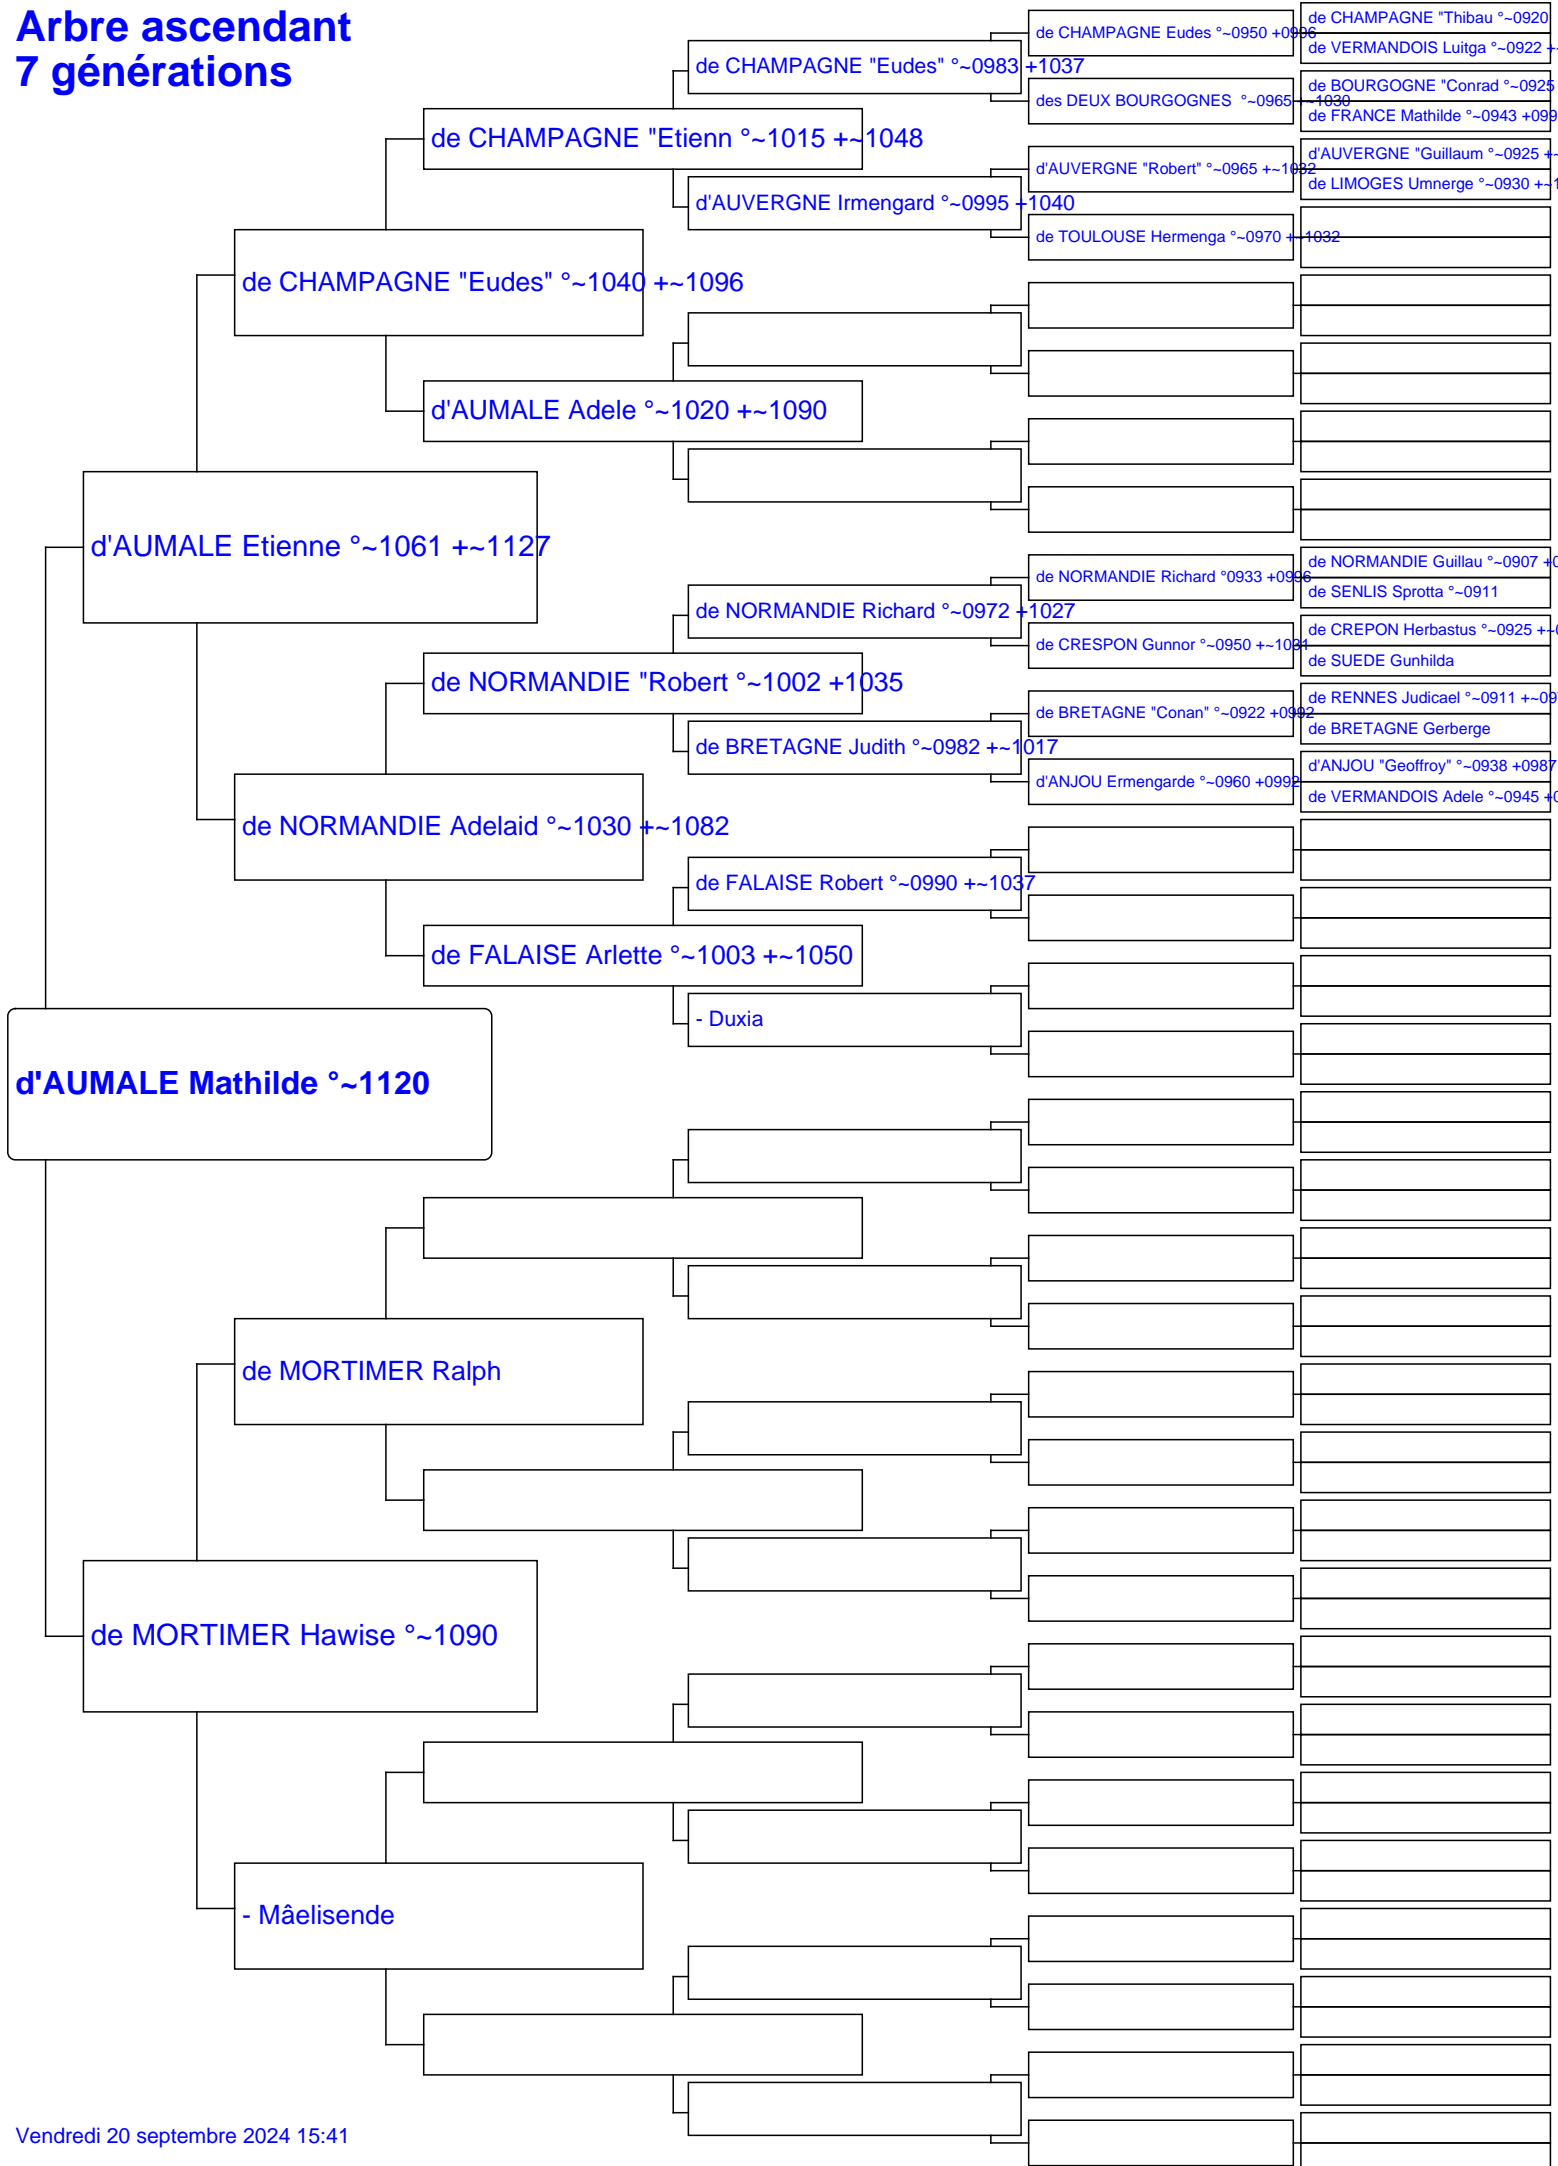 Arbre ascendant
7 générations
de CHAMPAGNE "Thibau °~0920
de CHAMPAGNE Eudes °~0950 +0996
de VERMANDOIS Luitga °~0922 +
de CHAMPAGNE "Eudes" °~0983 +1037
de BOURGOGNE "Conrad °~0925
des DEUX BOURGOGNES °~0965 +~1030
de FRANCE Mathilde °~0943 +099
de CHAMPAGNE "Etienn °~1015 +~1048
d'AUVERGNE "Guillaum °~0925 +~
d'AUVERGNE "Robert" °~0965 +~1032
de LIMOGES Umnerge °~0930 +~1
d'AUVERGNE Irmengard °~0995 +1040
de TOULOUSE Hermenga °~0970 +~1032
de CHAMPAGNE "Eudes" °~1040 +~1096
d'AUMALE Adele °~1020 +~1090
d'AUMALE Etienne °~1061 +~1127
de NORMANDIE Guillau °~0907 +0
de NORMANDIE Richard °0933 +0996
de SENLIS Sprotta °~0911
de NORMANDIE Richard °~0972 +1027
de CREPON Herbastus °~0925 +~0
de CRESPON Gunnor °~0950 +~1031
de SUEDE Gunhilda
de NORMANDIE "Robert °~1002 +1035
de RENNES Judicael °~0911 +~09
de BRETAGNE "Conan" °~0922 +0992
de BRETAGNE Gerberge
de BRETAGNE Judith °~0982 +~1017
d'ANJOU "Geoffroy" °~0938 +0987
d'ANJOU Ermengarde °~0960 +0992
de VERMANDOIS Adele °~0945 +0
de NORMANDIE Adelaid °~1030 +~1082
de FALAISE Robert °~0990 +~1037
de FALAISE Arlette °~1003 +~1050
- Duxia
d'AUMALE Mathilde °~1120
de MORTIMER Ralph
de MORTIMER Hawise °~1090
- Mâelisende
Vendredi 20 septembre 2024 15:41